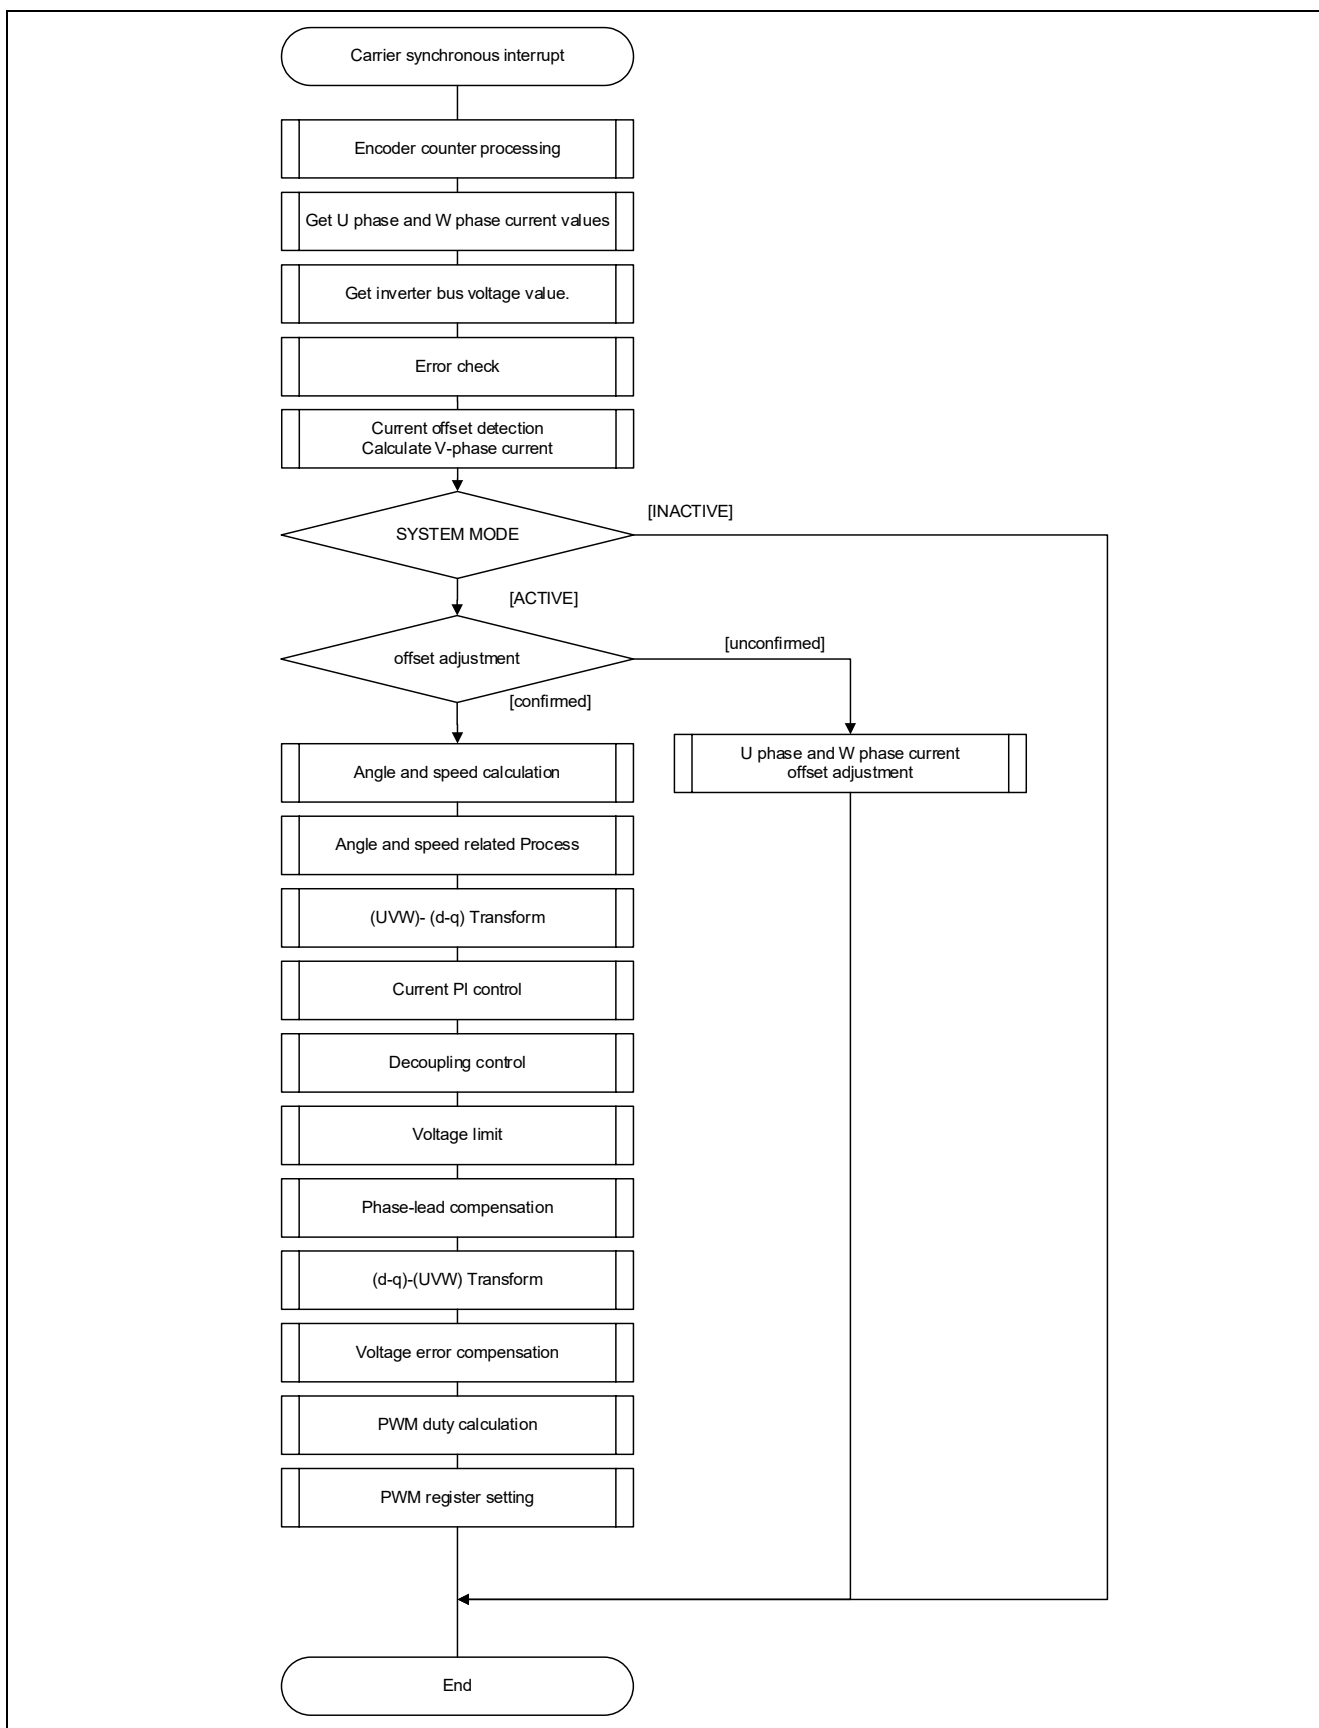 Carrier synchronous interrupt
Encoder counter processing
Get U phase and W phase current values
Get inverter bus voltage value.
Error check
Current offset detection
Calculate V-phase current
[INACTIVE]
SYSTEM MODE
[ACTIVE]
[unconfirmed]
offset adjustment
[confirmed]
U phase and W phase current
offset adjustment
Angle and speed calculation
Angle and speed related Process
(UVW)- (d-q) Transform
Current PI control
Decoupling control
Voltage limit
Phase-lead compensation
(d-q)-(UVW) Transform
Voltage error compensation
PWM duty calculation
PWM register setting
End